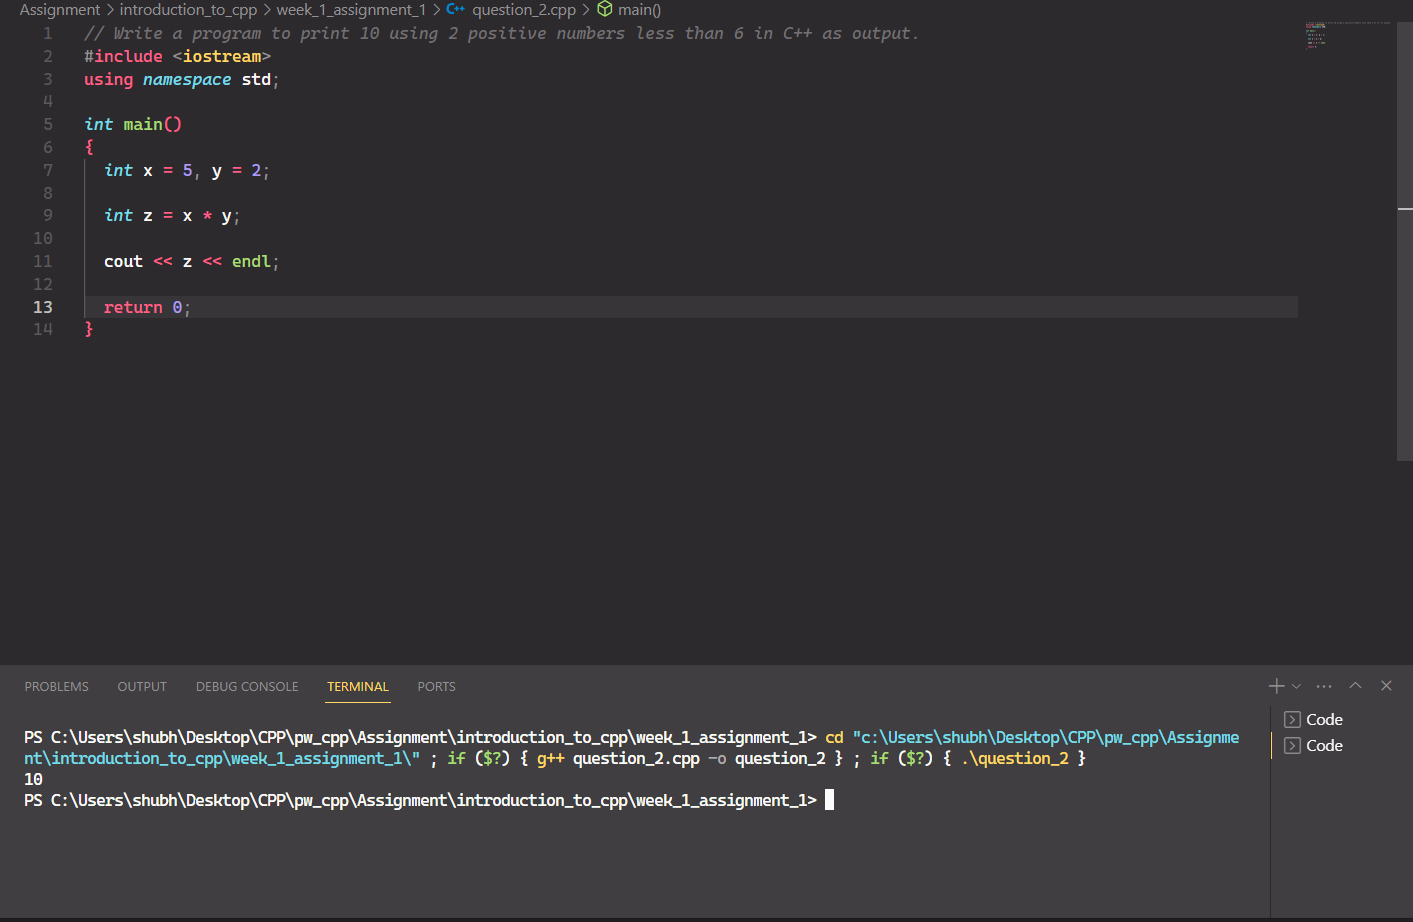 Assignment > introduction_to_cpp > week_1_assignment_1 > C++ question_2.cpp > main()
1 // Write a program to print 10 using 2 positive numbers less than 6 in C++ as output.
2 #include <iostream>
3 using namespace std;
4
5 int main()
6 {
7 int x = 5, y = 2;
8
9 int z = x * y;
10
11 cout << z << endl;
12
13 return 0;
14 }
PROBLEMS OUTPUT DEBUG CONSOLE TERMINAL PORTS
PS C:\Users\shubh\Desktop\CPP\pw_cpp\Assignment\introduction_to_cpp\week_1_assignment_1> cd "c:\Users\shubh\Desktop\CPP\pw_cpp\Assignme
nt\introduction_to_cpp\week_1_assignment_1\" ; if ($?) { g++ question_2.cpp -o question_2 } ; if ($?) { .\question_2 }
10
PS C:\Users\shubh\Desktop\CPP\pw_cpp\Assignment\introduction_to_cpp\week_1_assignment_1>
Code
Code